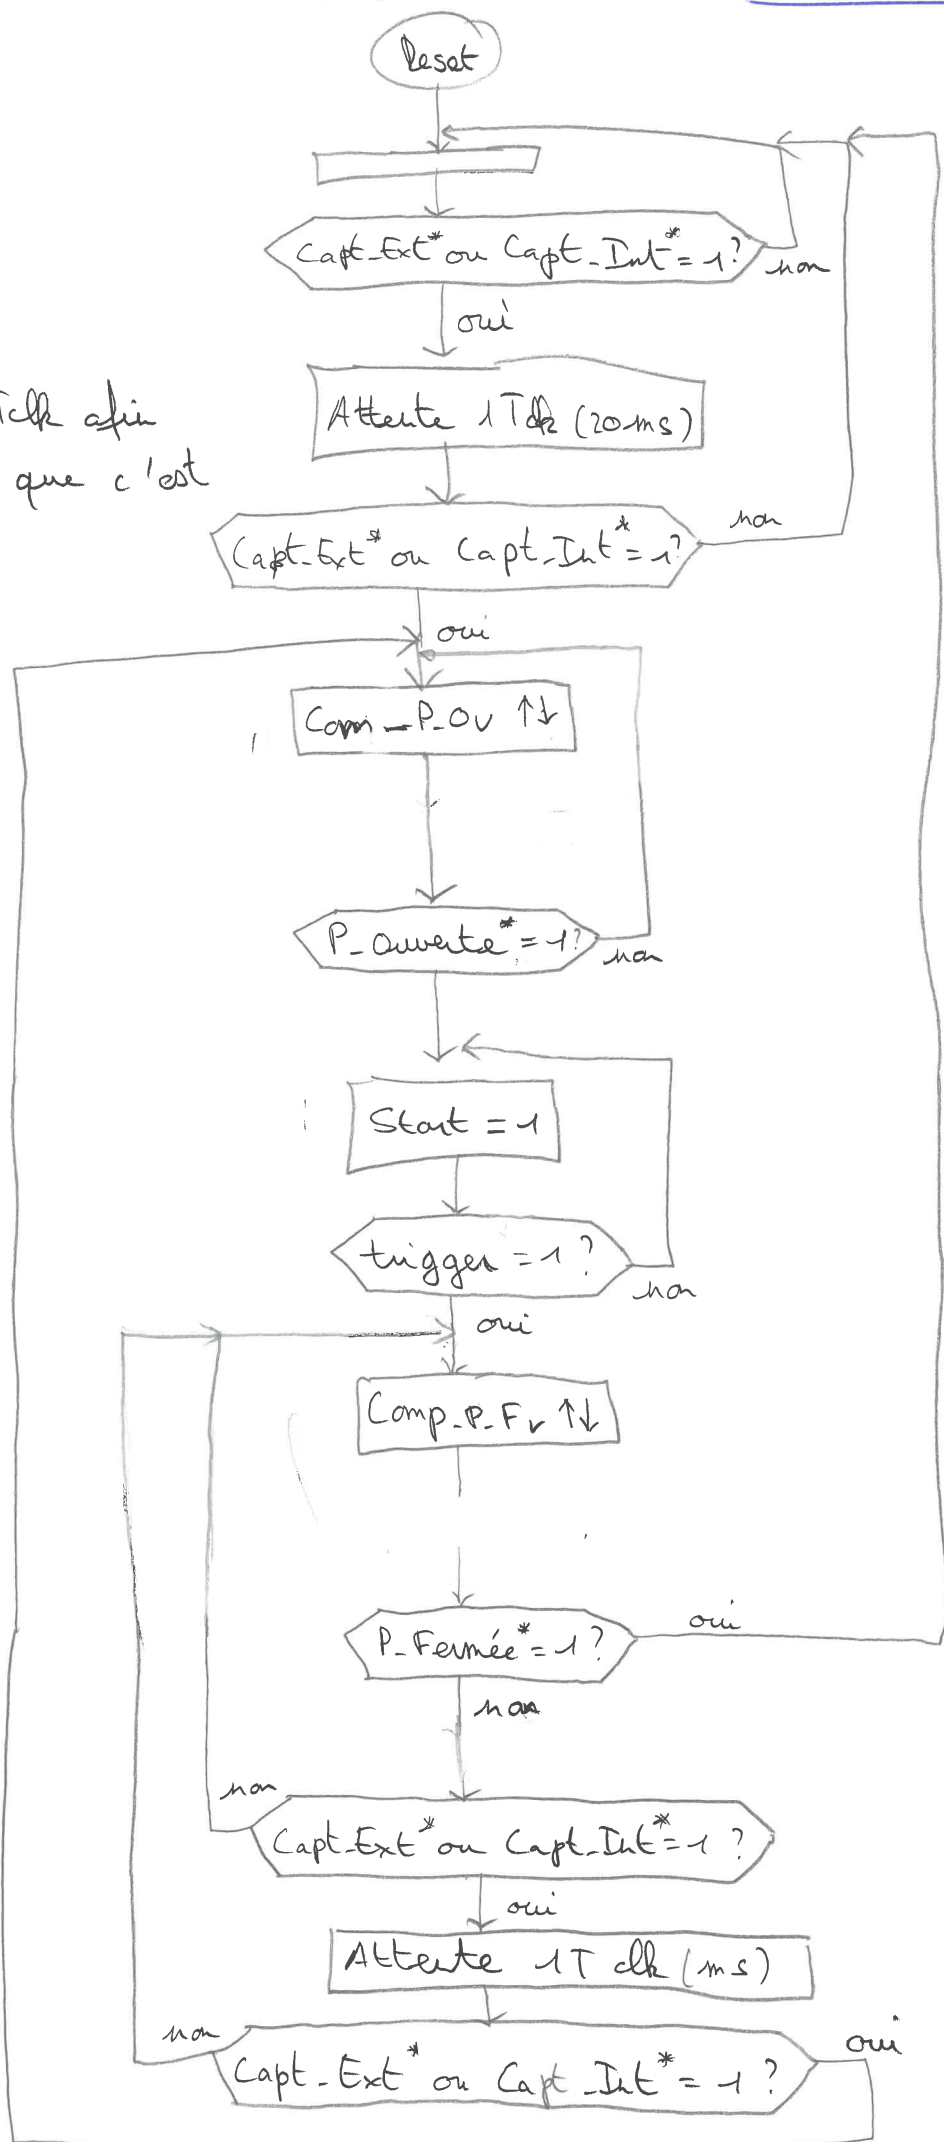 Reset
Capt_Ext* ou Capt_Int* = 1?
non
oui
Tclk afin
Attente 1 Tclk (20 ms)
que c'est
non
Capt_Ext* ou Capt_Int* = 1?
oui
Com_P_Ov ↑↓
P_Ouverte* = 1?
non
Start = 1
trigger = 1 ?
non
oui
Comp_P_Fr ↑↓
oui
P_Fermée* = 1 ?
non
non
Capt_Ext* ou Capt_Int* = 1 ?
oui
Attente 1T clk (ms)
non
oui
Capt_Ext* ou Capt_Int* = 1 ?